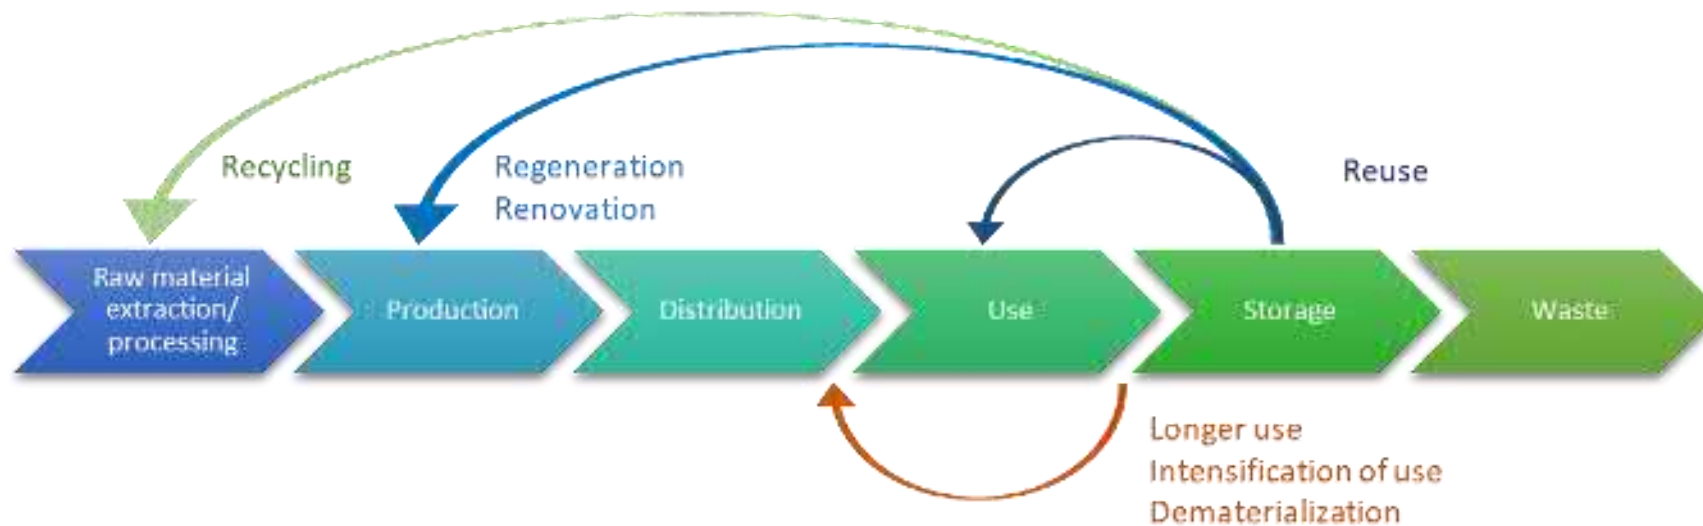 Recycling
Regeneration
Renovation
Reuse
Raw material
extraction/
processing
Production
Distribution
Use
Storage
Waste
Longer use
Intensification of use
Dematerialization